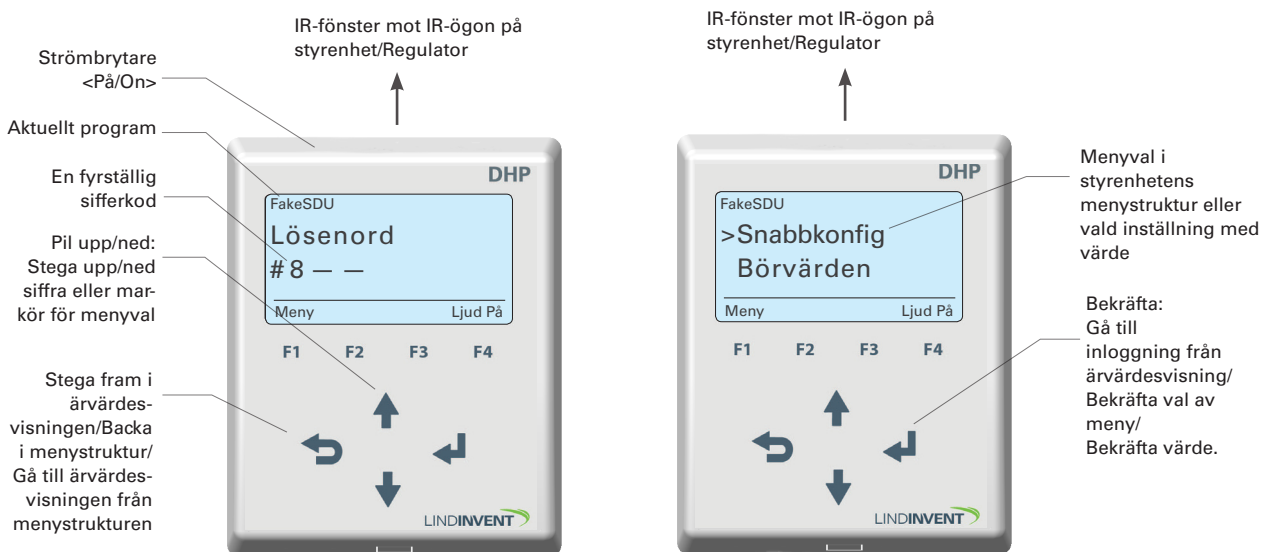 IR-fönster mot IR-ögon på
styrenhet/Regulator
Strömbrytare
<På/On>
Aktuellt program
En fyrställig
sifferkod
Pil upp/ned:
Stega upp/ned
siffra eller mar-
kör för menyval
Stega fram i
ärvärdes-
visningen/Backa
i menystruktur/
Gå till ärvärdes-
visningen från
menystrukturen
DHP
FakeSDU
Lösenord
#8 – –
Meny Ljud På
F1 F2 F3 F4
LINDINVENT
IR-fönster mot IR-ögon på
styrenhet/Regulator
DHP
FakeSDU
>Snabbkonfig
Börvärden
Meny Ljud På
F1 F2 F3 F4
LINDINVENT
Menyval i
styrenhetens
menystruktur eller
vald inställning med
värde
Bekräfta:
Gå till
inloggning från
ärvärdesvisning/
Bekräfta val av
meny/
Bekräfta värde.